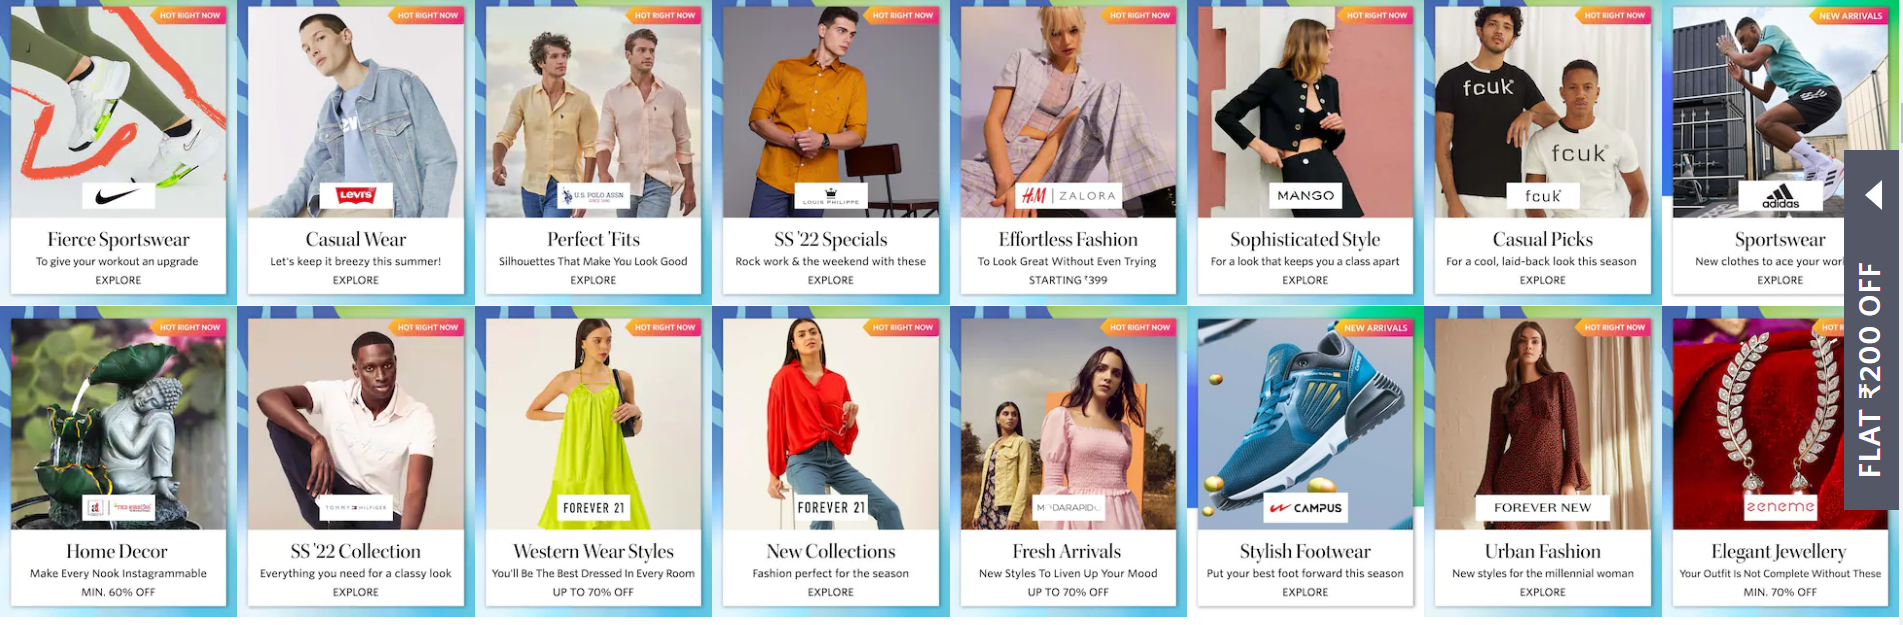 HOT RIGHT NOW
HOT RIGHT NOW
HOT RIGHT NOW
HOT RIGHT NOW
HOT RIGHT NOW
HOT RIGHT NOW
HOT RIGHT NOW
NEW ARRIVALS
fcuk
fcuk
Levi's
U.S. POLO ASSN
SINCE 1890
LOUIS PHILIPPE
H&M | ZALORA
MANGO
fcuk
adidas
Fierce Sportswear
To give your workout an upgrade
EXPLORE
Casual Wear
Let's keep it breezy this summer!
EXPLORE
Perfect 'Fits
Silhouettes That Make You Look Good
EXPLORE
SS '22 Specials
Rock work & the weekend with these
EXPLORE
Effortless Fashion
To Look Great Without Even Trying
STARTING ₹399
Sophisticated Style
For a look that keeps you a class apart
EXPLORE
Casual Picks
For a cool, laid-back look this season
EXPLORE
Sportswear
New clothes to ace your wor
EXPLORE
FLAT ₹200 OFF
HOT RIGHT NOW
HOT RIGHT NOW
HOT RIGHT NOW
HOT RIGHT NOW
HOT RIGHT NOW
NEW ARRIVALS
HOT RIGHT NOW
HOT R
TOMMY HILFIGER
FOREVER 21
FOREVER 21
CAMPUS
FOREVER NEW
zeneme
Home Decor
Make Every Nook Instagrammable
MIN. 60% OFF
SS '22 Collection
Everything you need for a classy look
EXPLORE
Western Wear Styles
You'll Be The Best Dressed In Every Room
UP TO 70% OFF
New Collections
Fashion perfect for the season
EXPLORE
Fresh Arrivals
New Styles To Liven Up Your Mood
UP TO 70% OFF
Stylish Footwear
Put your best foot forward this season
EXPLORE
Urban Fashion
New styles for the millennial woman
EXPLORE
Elegant Jewellery
Your Outfit Is Not Complete Without These
MIN. 70% OFF